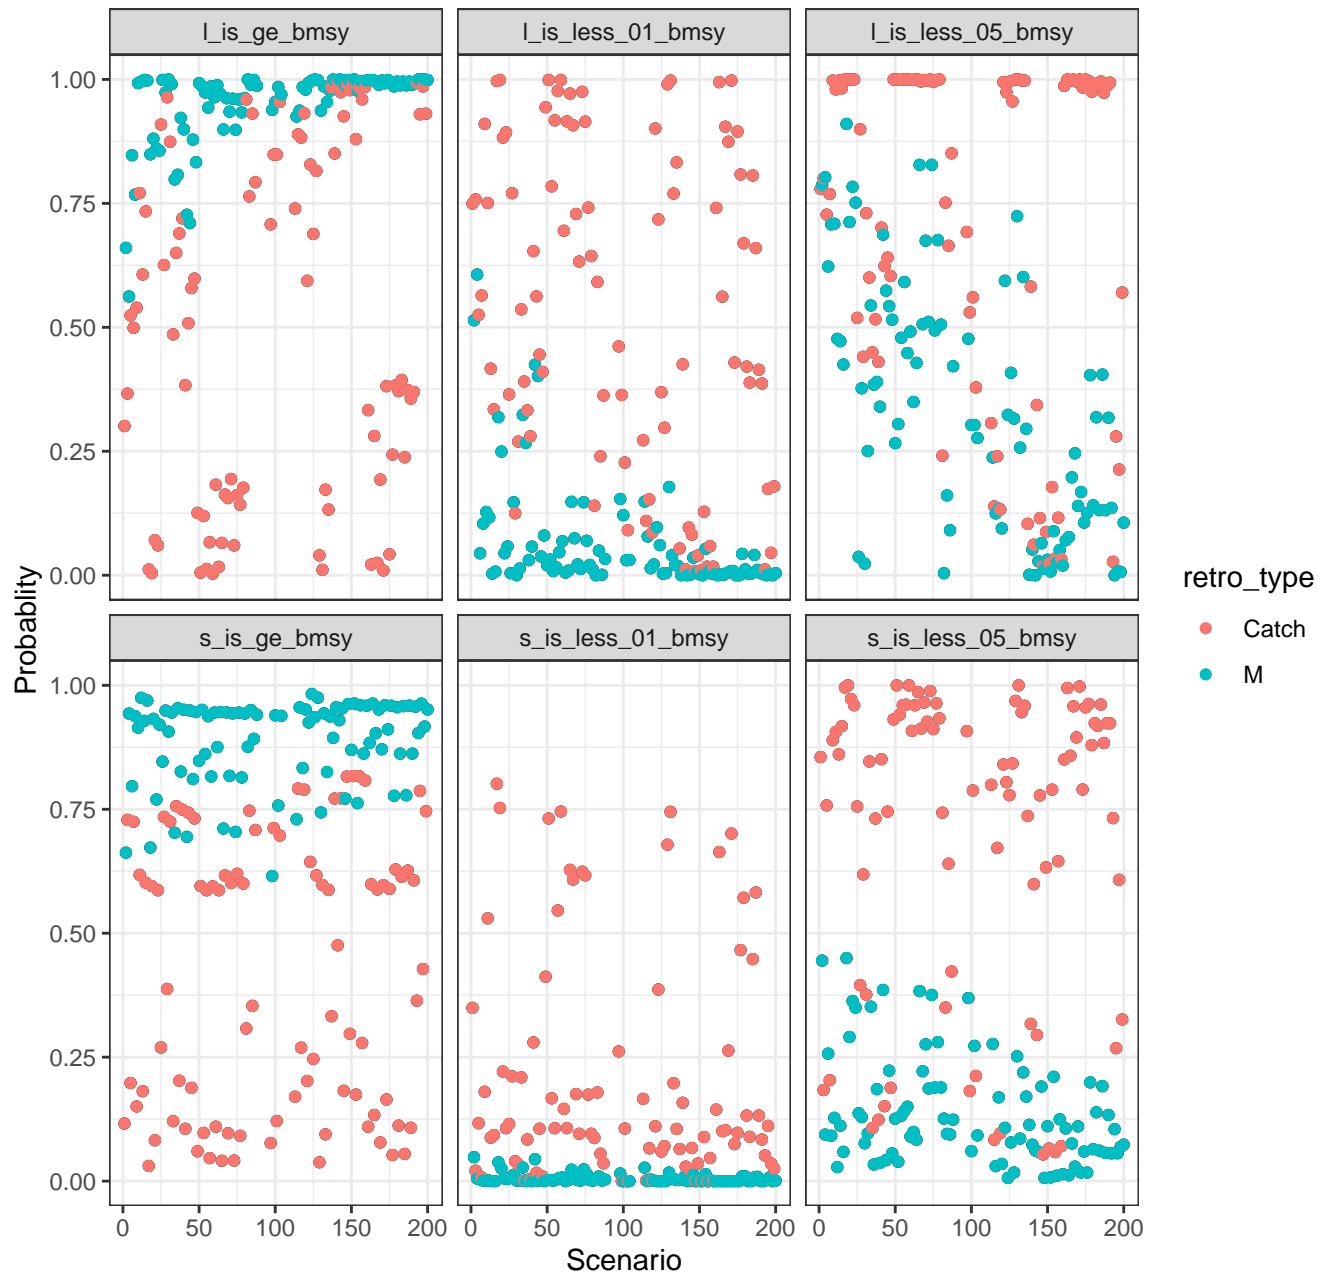 l_is_ge_bmsy
l_is_less_01_bmsy
l_is_less_05_bmsy
1.00
0.75
0.50
0.25
0.00
s_is_ge_bmsy
s_is_less_01_bmsy
s_is_less_05_bmsy
1.00
0.75
0.50
0.25
0.00
0 50 100 150 200
0 50 100 150 200
0 50 100 150 200
Scenario
Probablity
retro_type
Catch
M